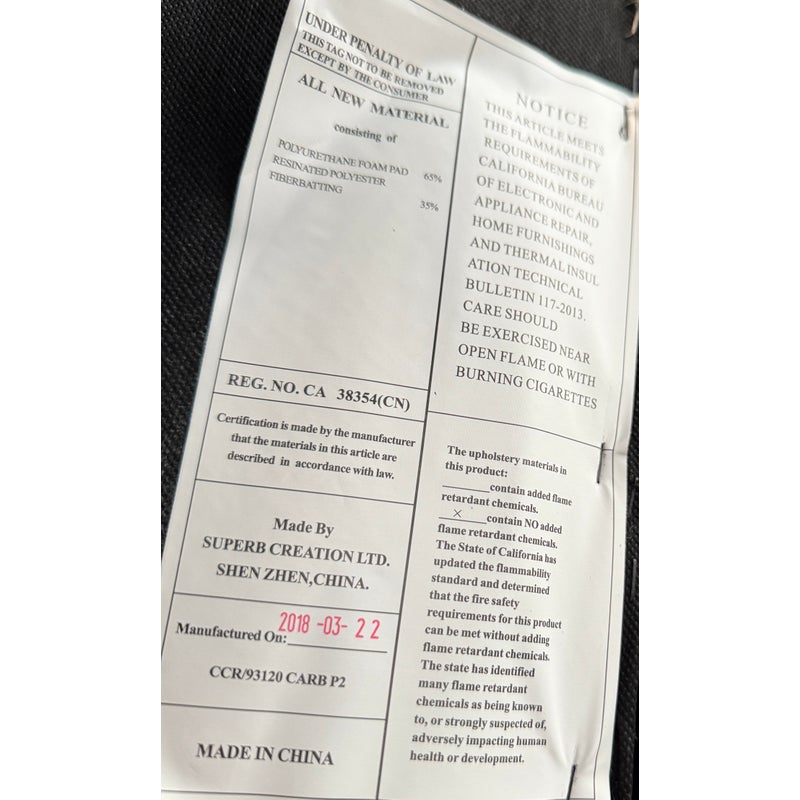 UNDER PENALTY OF LAW
THIS TAG NOT TO BE REMOVED
EXCEPT BY THE CONSUMER
ALL NEW MATERIAL
consisting of
POLYURETHANE FOAM PAD 65%
RESINATED POLYESTER
FIBERBATTING 35%
REG. NO. CA 38354(CN)
Certification is made by the manufacturer
that the materials in this article are
described in accordance with law.
Made By
SUPERB CREATION LTD.
SHEN ZHEN,CHINA.
Manufactured On: 2018 -03- 22
CCR/93120 CARB P2
MADE IN CHINA
NOTICE
THIS ARTICLE MEETS
THE FLAMMABILITY
REQUIREMENTS OF
CALIFORNIA BUREAU
OF ELECTRONIC AND
APPLIANCE REPAIR,
HOME FURNISHINGS
AND THERMAL INSUL
ATION TECHNICAL
BULLETIN 117-2013.
CARE SHOULD
BE EXERCISED NEAR
OPEN FLAME OR WITH
BURNING CIGARETTES
The upholstery materials in
this product:
______contain added flame
retardant chemicals.
___×___contain NO added
flame retardant chemicals.
The State of California has
updated the flammability
standard and determined
that the fire safety
requirements for this product
can be met without adding
flame retardant chemicals.
The state has identified
many flame retardant
chemicals as being known
to, or strongly suspected of,
adversely impacting human
health or development.